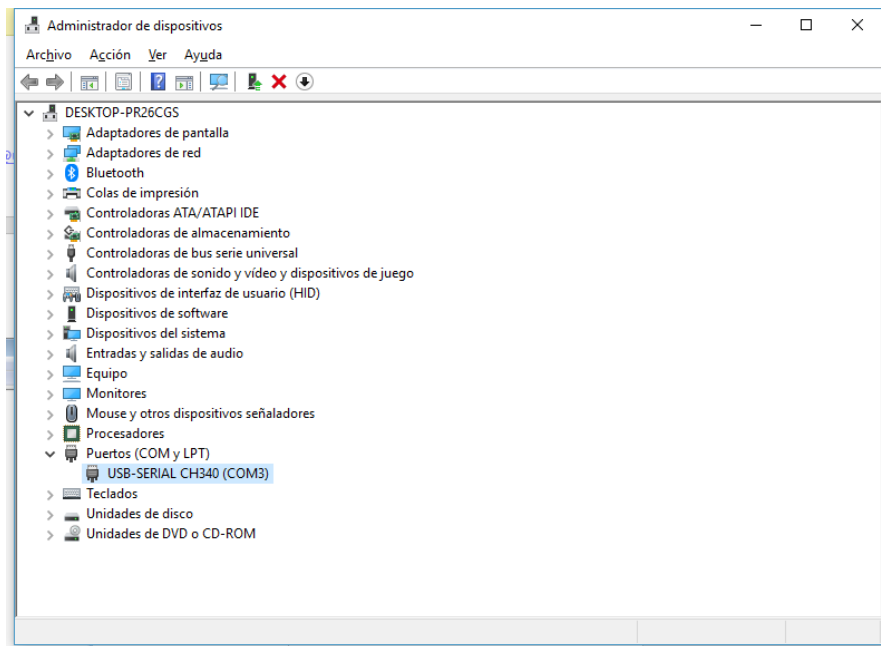 Administrador de dispositivos
Archivo Acción Ver Ayuda
DESKTOP-PR26CGS
Adaptadores de pantalla
Adaptadores de red
Bluetooth
Colas de impresión
Controladoras ATA/ATAPI IDE
Controladoras de almacenamiento
Controladoras de bus serie universal
Controladoras de sonido y vídeo y dispositivos de juego
Dispositivos de interfaz de usuario (HID)
Dispositivos de software
Dispositivos del sistema
Entradas y salidas de audio
Equipo
Monitores
Mouse y otros dispositivos señaladores
Procesadores
Puertos (COM y LPT)
USB-SERIAL CH340 (COM3)
Teclados
Unidades de disco
Unidades de DVD o CD-ROM